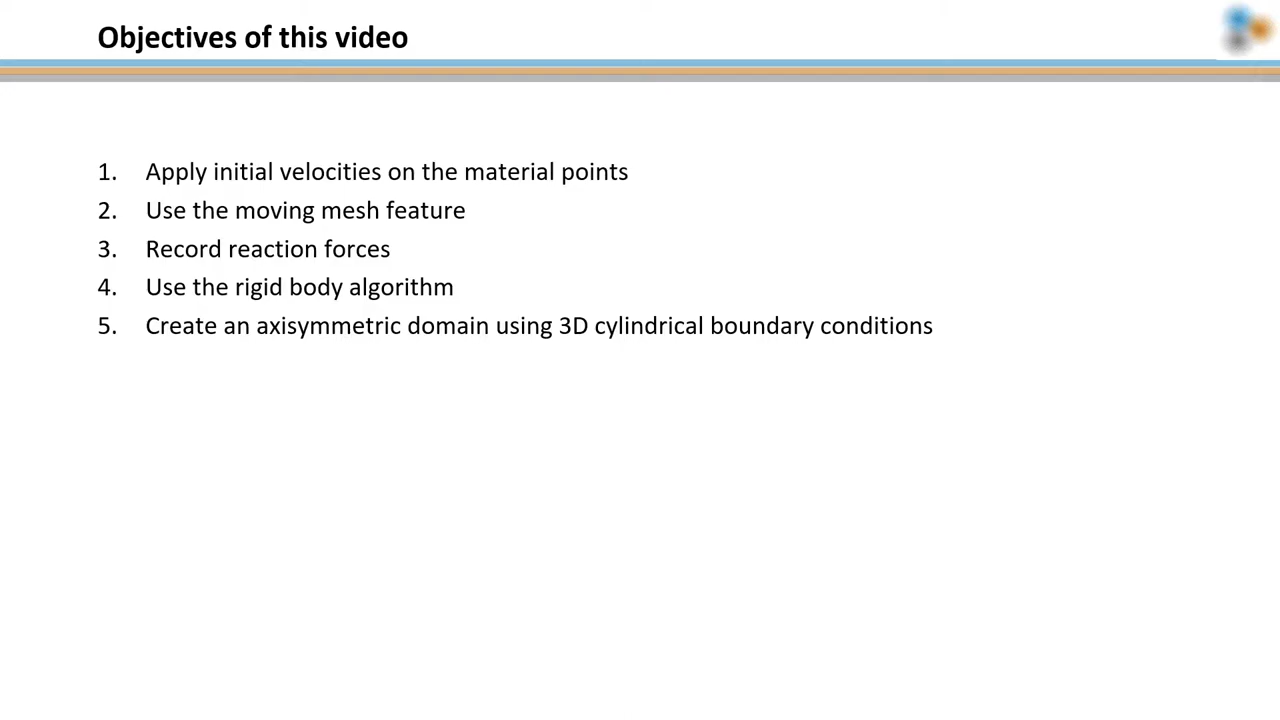 Objectives of this video
1. Apply initial velocities on the material points
2. Use the moving mesh feature
3. Record reaction forces
4. Use the rigid body algorithm
5. Create an axisymmetric domain using 3D cylindrical boundary conditions